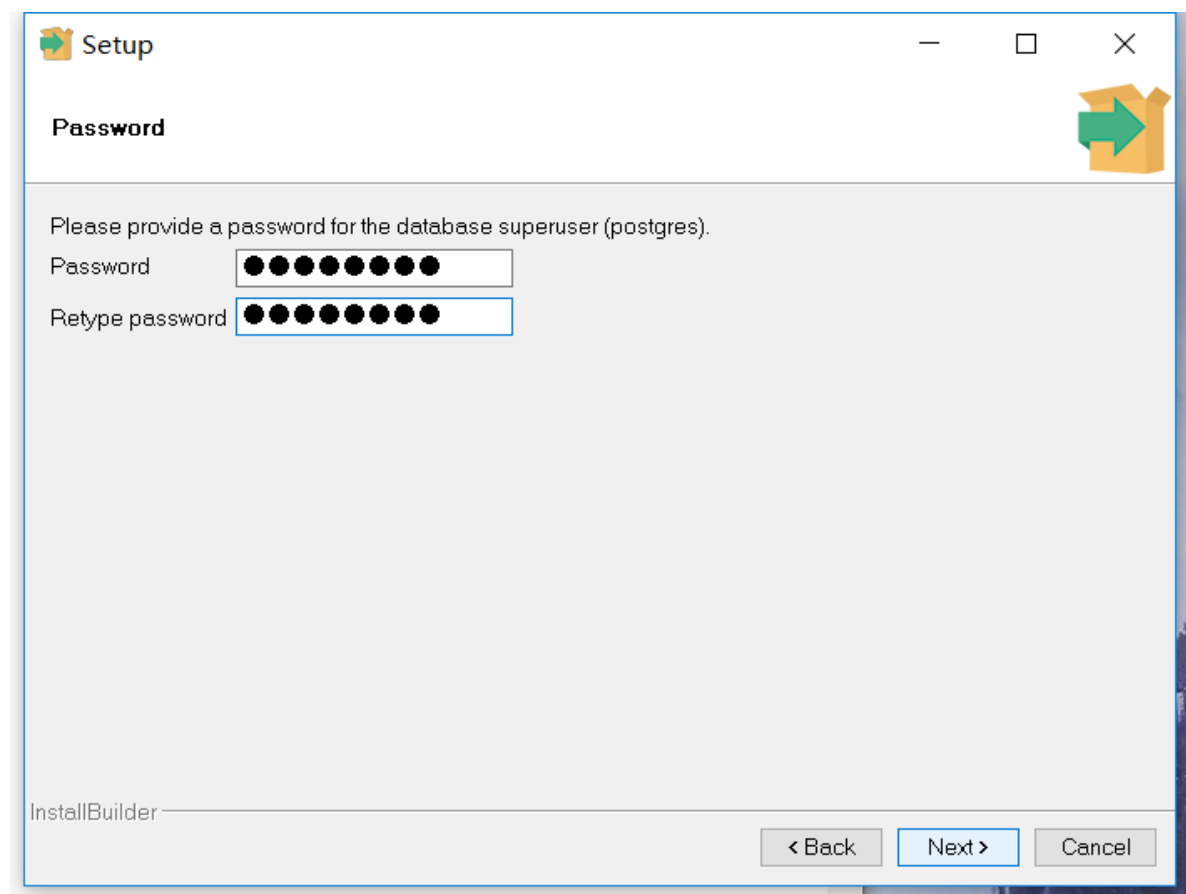 Setup
Password
Please provide a password for the database superuser (postgres).
Password ●●●●●●●●
Retype password ●●●●●●●●
InstallBuilder
< Back Next > Cancel